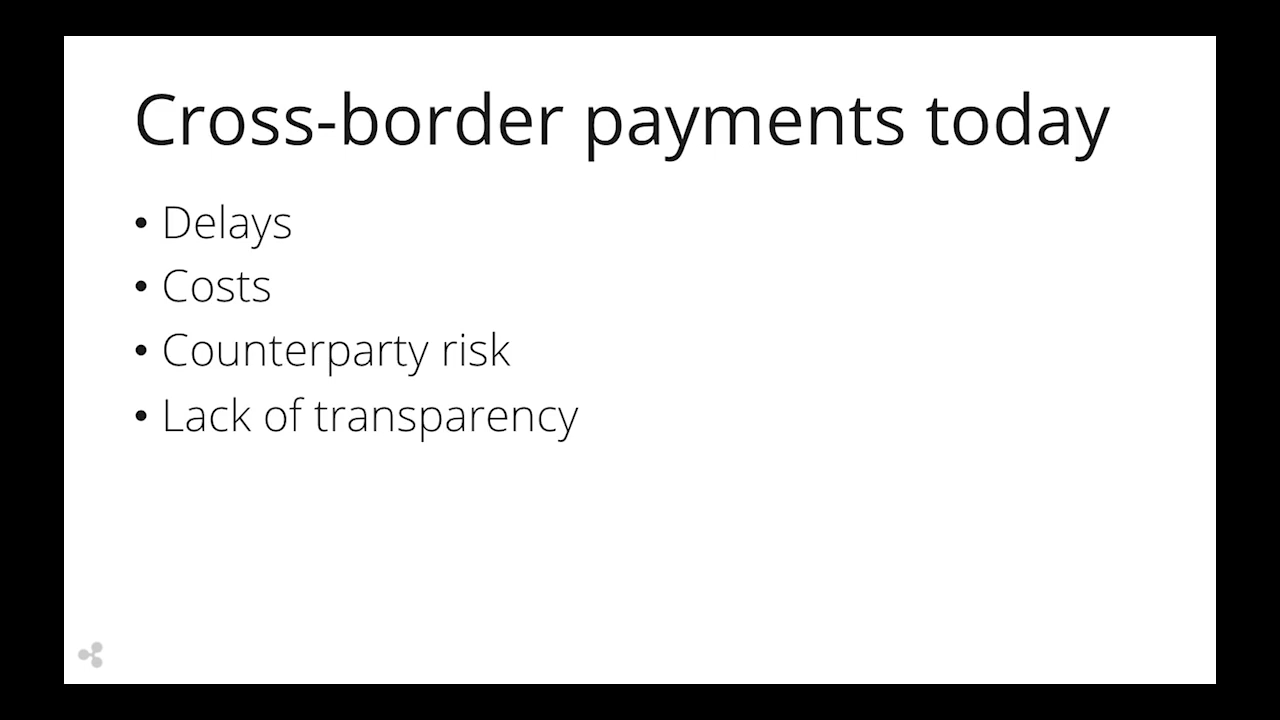 Cross-border payments today
• Delays
• Costs
• Counterparty risk
• Lack of transparency